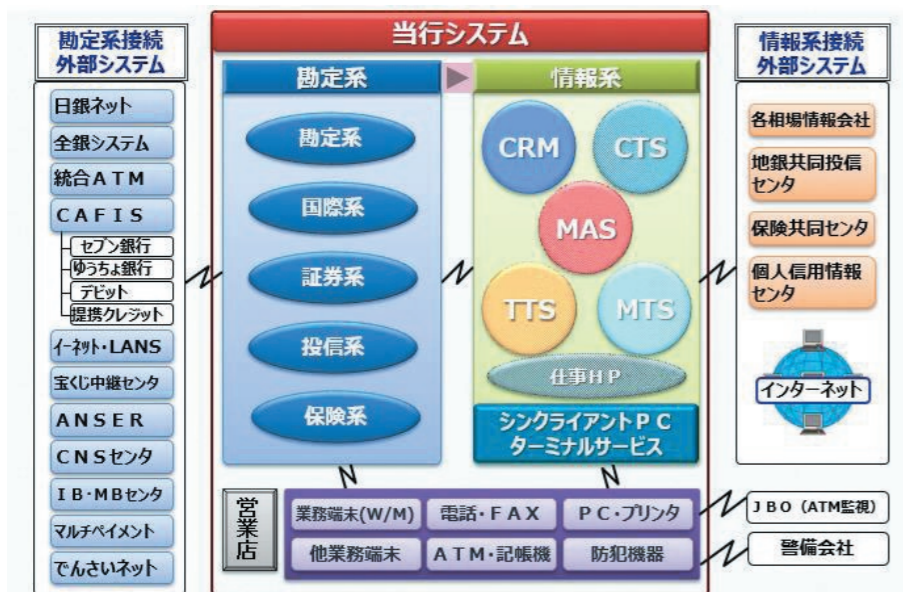 勘定系接続
外部システム
日銀ネット
全銀システム
統合ATM
CAFIS
セブン銀行
ゆうちょ銀行
デビット
提携クレジット
イーネット・LANS
宝くじ中継センタ
ANSER
CNSセンタ
IB・MBセンタ
マルチペイメント
でんさいネット
当行システム
勘定系
勘定系
国際系
証券系
投信系
保険系
情報系
CRM
CTS
MAS
TTS
MTS
仕事HP
シンクライアントPC
ターミナルサービス
営業店
業務端末(W/M)
電話・FAX
PC・プリンタ
他業務端末
ATM・記帳機
防犯機器
情報系接続
外部システム
各相場情報会社
地銀共同投信
センタ
保険共同センタ
個人信用情報
センタ
インターネット
JBO(ATM監視)
警備会社